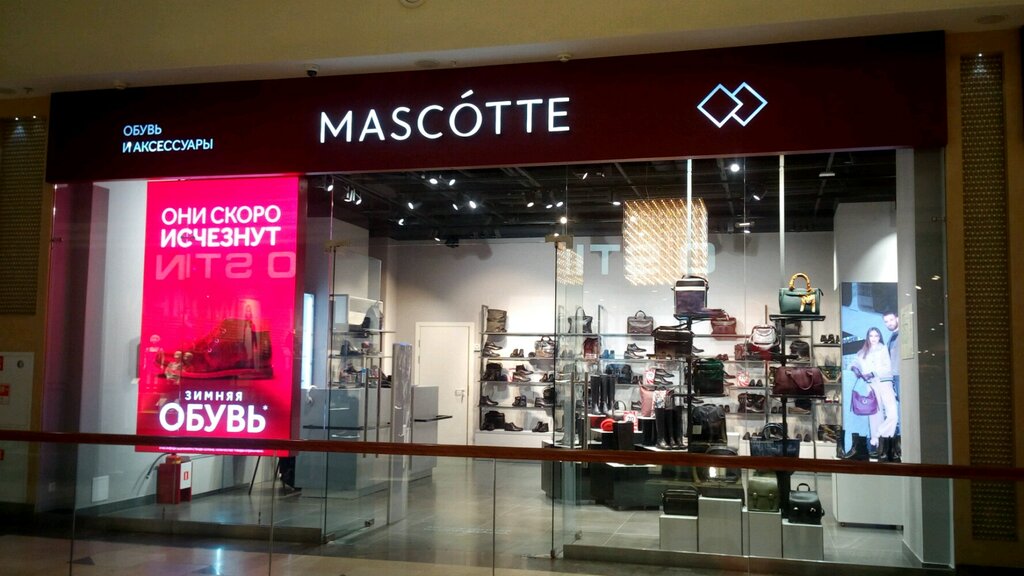 ОБУВЬ
И АКСЕССУАРЫ
MASCÓTTE
ОНИ СКОРО
ИСЧЕЗНУТ
ЗИМНЯЯ
ОБУВЬ*